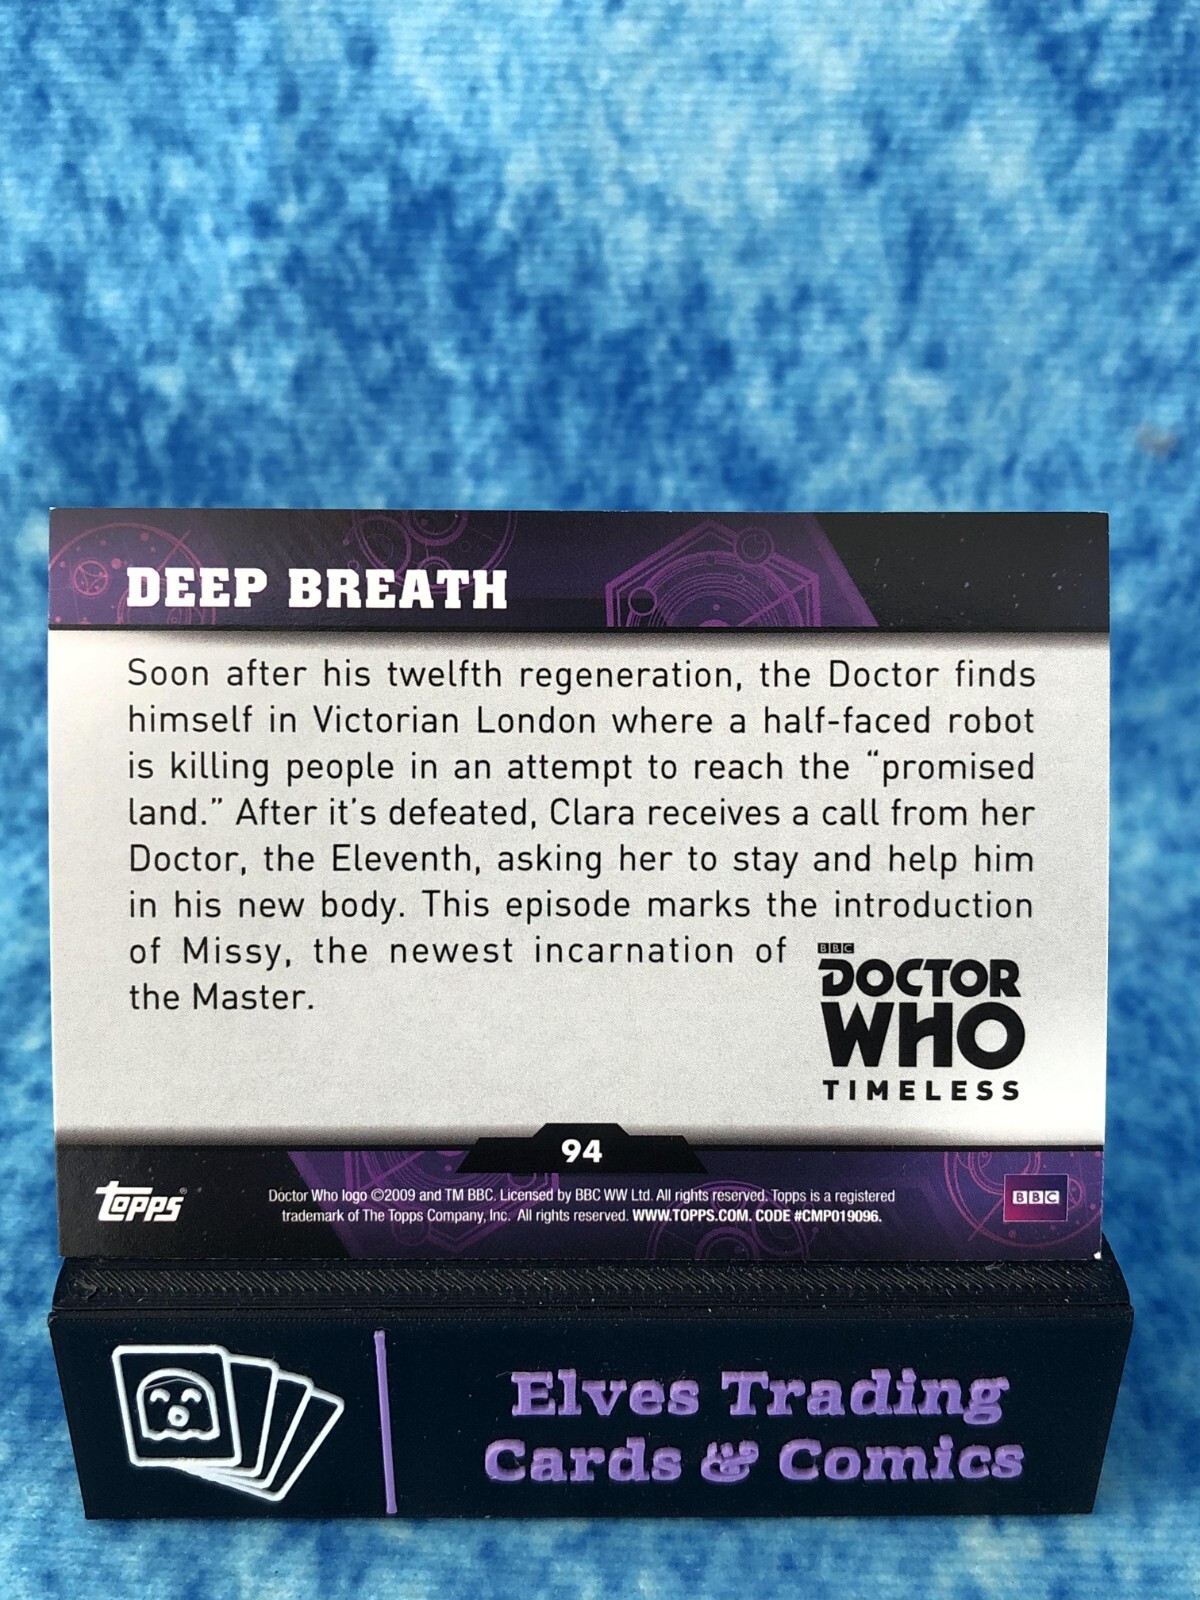 DEEP BREATH
Soon after his twelfth regeneration, the Doctor finds
himself in Victorian London where a half-faced robot
is killing people in an attempt to reach the “promised
land.” After it's defeated, Clara receives a call from her
Doctor, the Eleventh, asking her to stay and help him
in his new body. This episode marks the introduction
of Missy, the newest incarnation of
the Master.
BBC
DOCTOR
WHO
TIMELESS
94
Topps®
Doctor Who logo ©2009 and TM BBC. Licensed by BBC WW Ltd. All rights reserved. Topps is a registered
trademark of The Topps Company, Inc. All rights reserved. WWW.TOPPS.COM. CODE #CMP019096.
BBC
Elves Trading
Cards & Comics